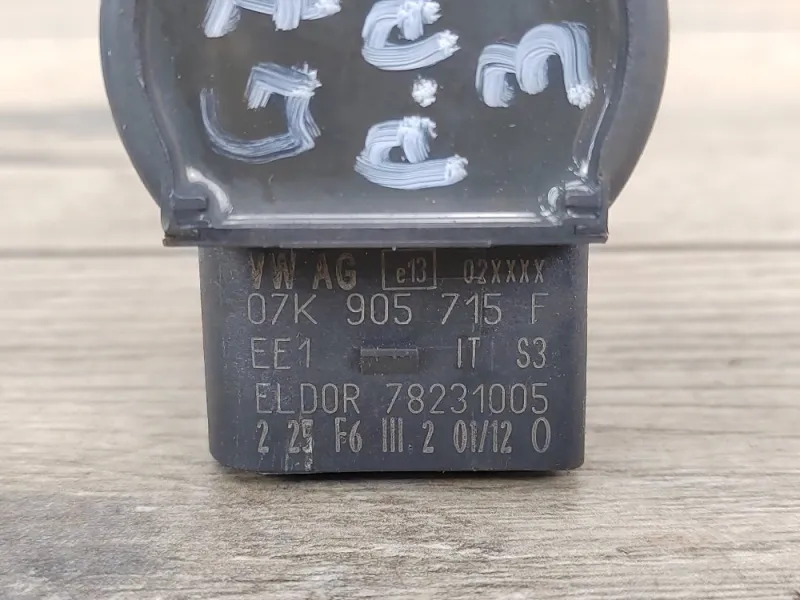 VW AG e13 02XXXX
07K 905 715 F
EE1 IT S3
ELDOR 78231005
2 25 F6 III 2 01/12 0